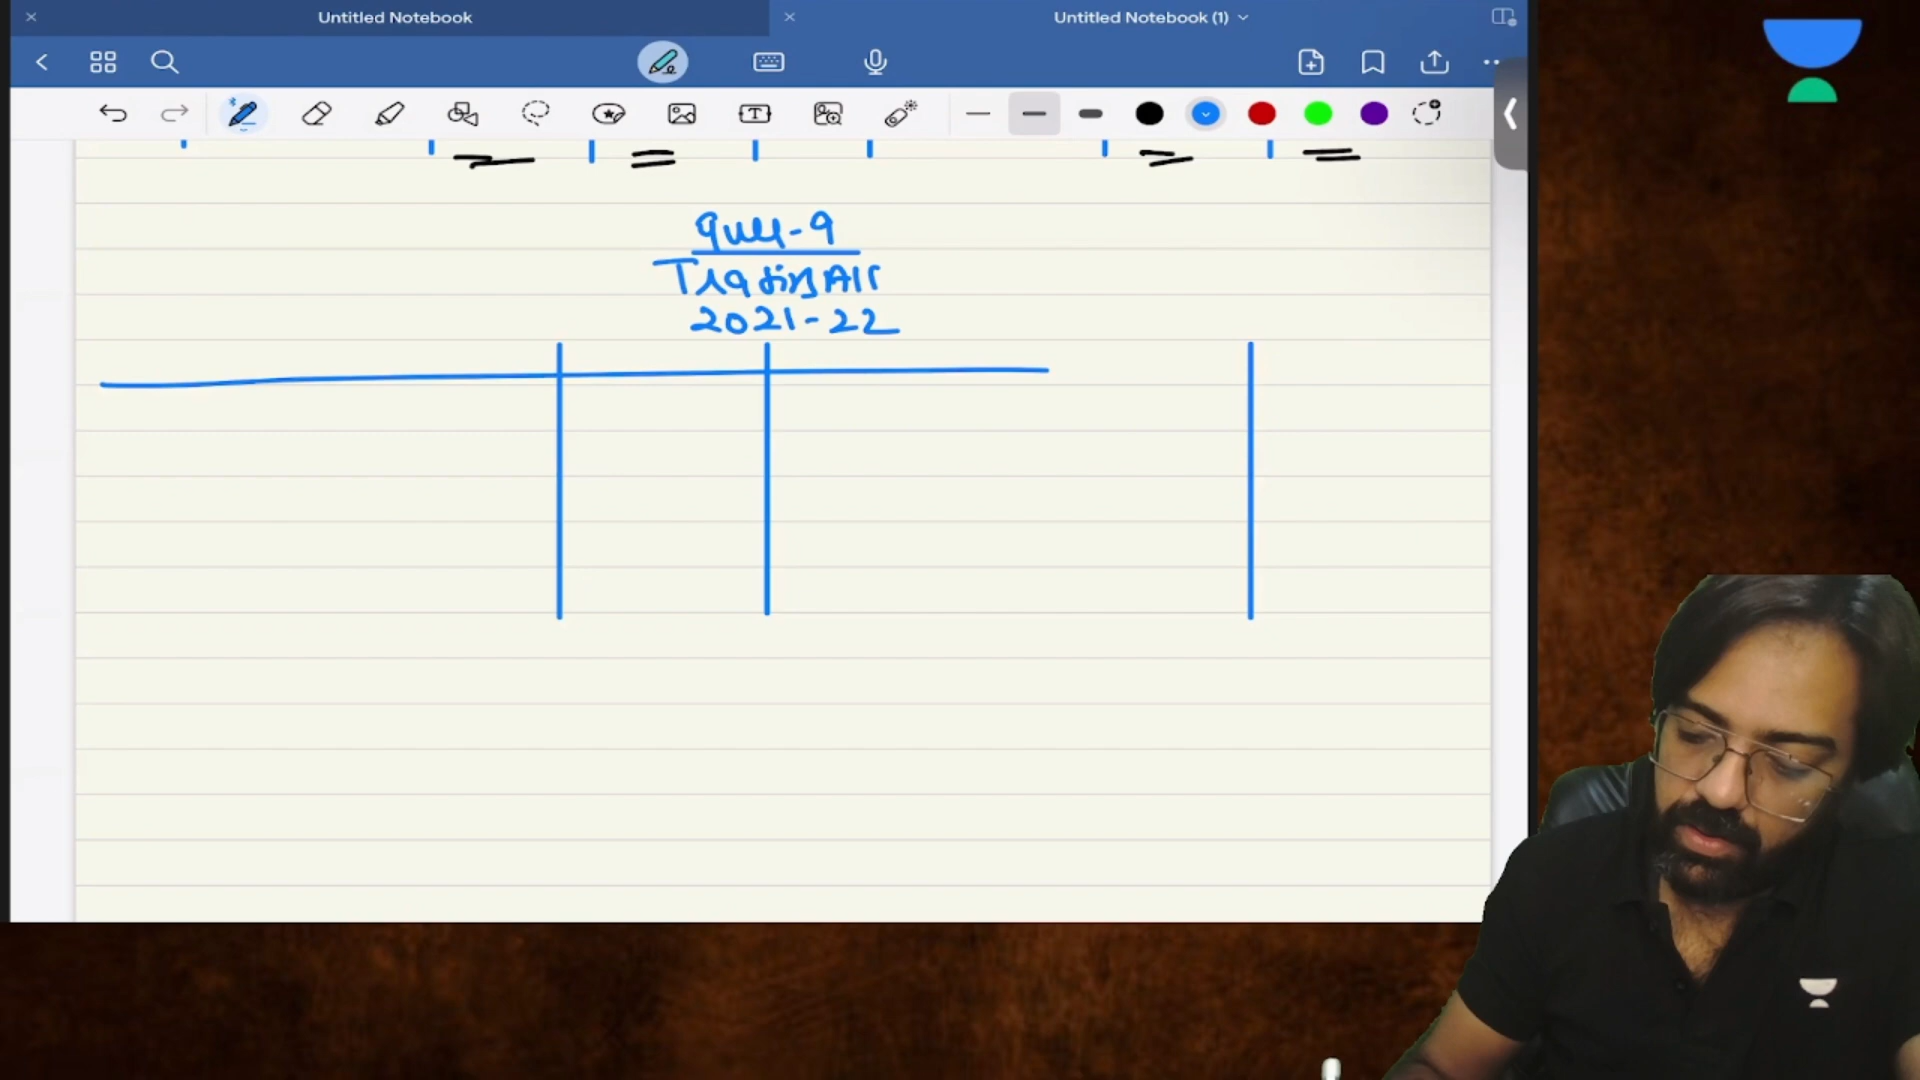 Untitled Notebook
Untitled Notebook (1)
T
Ques-9
Trading A/c
2021-22